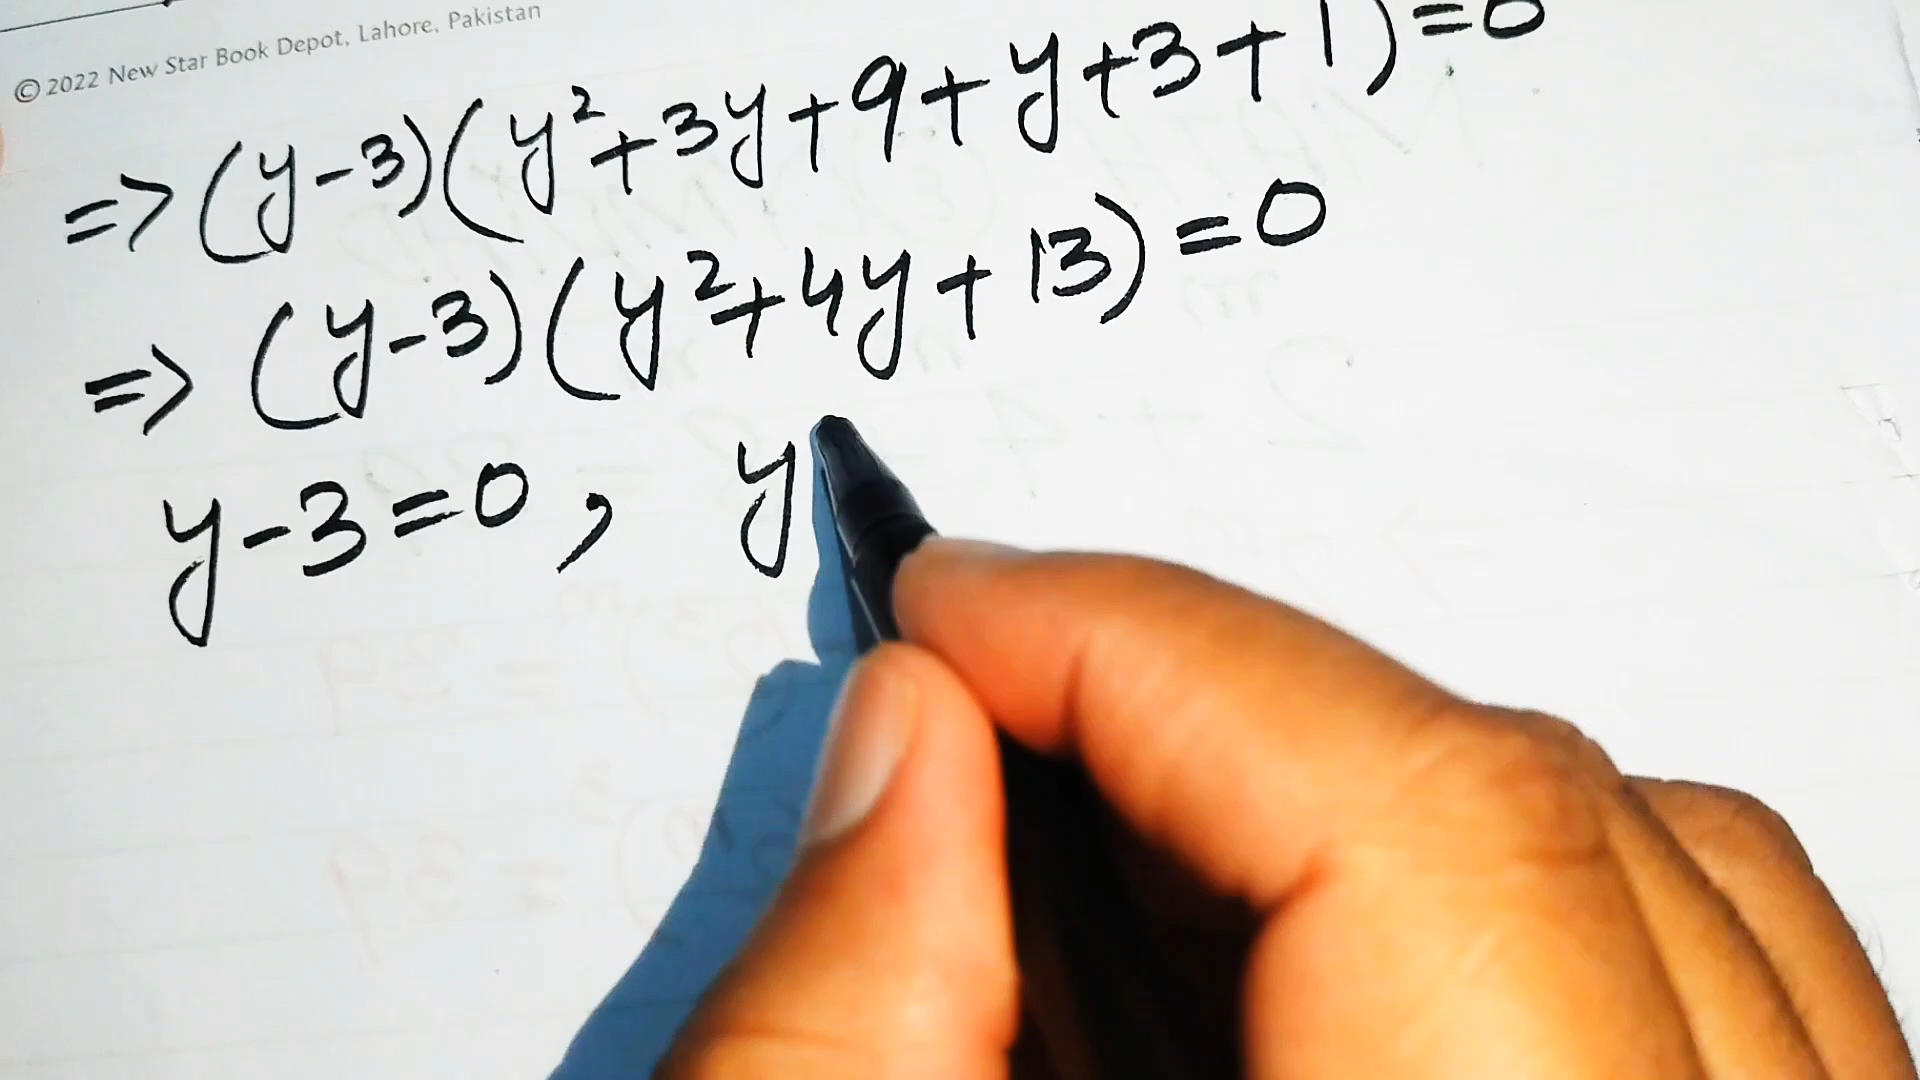 © 2022 New Star Book Depot, Lahore, Pakistan
=> (y-3)(y²+3y+9+y+3+1)=0
=> (y-3)(y²+4y+13)=0
y-3=0, y